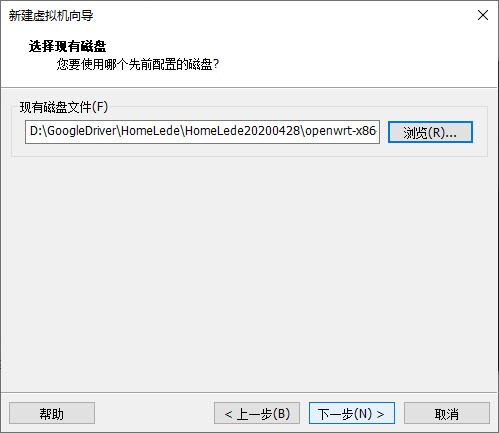 新建虚拟机向导
选择现有磁盘
您要使用哪个先前配置的磁盘?
现有磁盘文件(F)
D:\GoogleDriver\HomeLede\HomeLede20200428\openwrt-x86
浏览(R)...
帮助
< 上一步(B)
下一步(N) >
取消